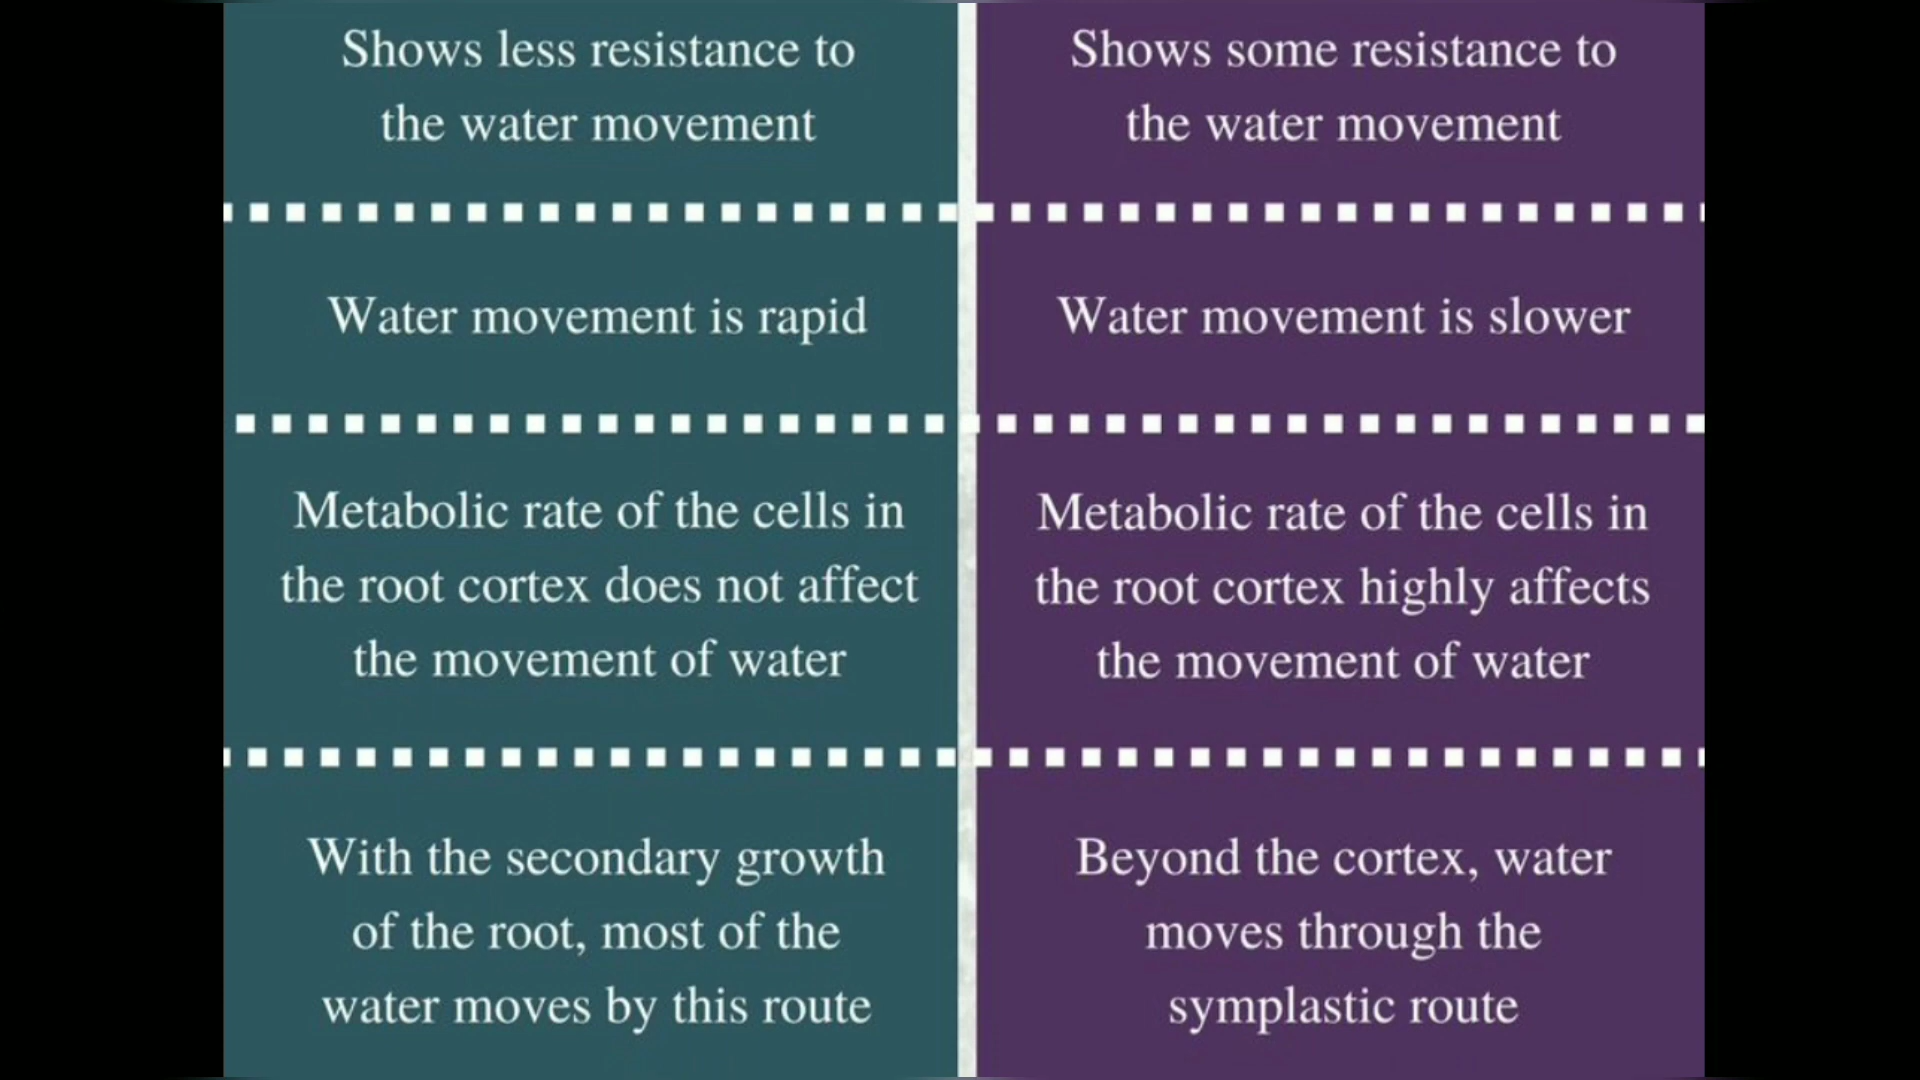 Shows less resistance to
the water movement
Shows some resistance to
the water movement
Water movement is rapid
Water movement is slower
Metabolic rate of the cells in
the root cortex does not affect
the movement of water
Metabolic rate of the cells in
the root cortex highly affects
the movement of water
With the secondary growth
of the root, most of the
water moves by this route
Beyond the cortex, water
moves through the
symplastic route